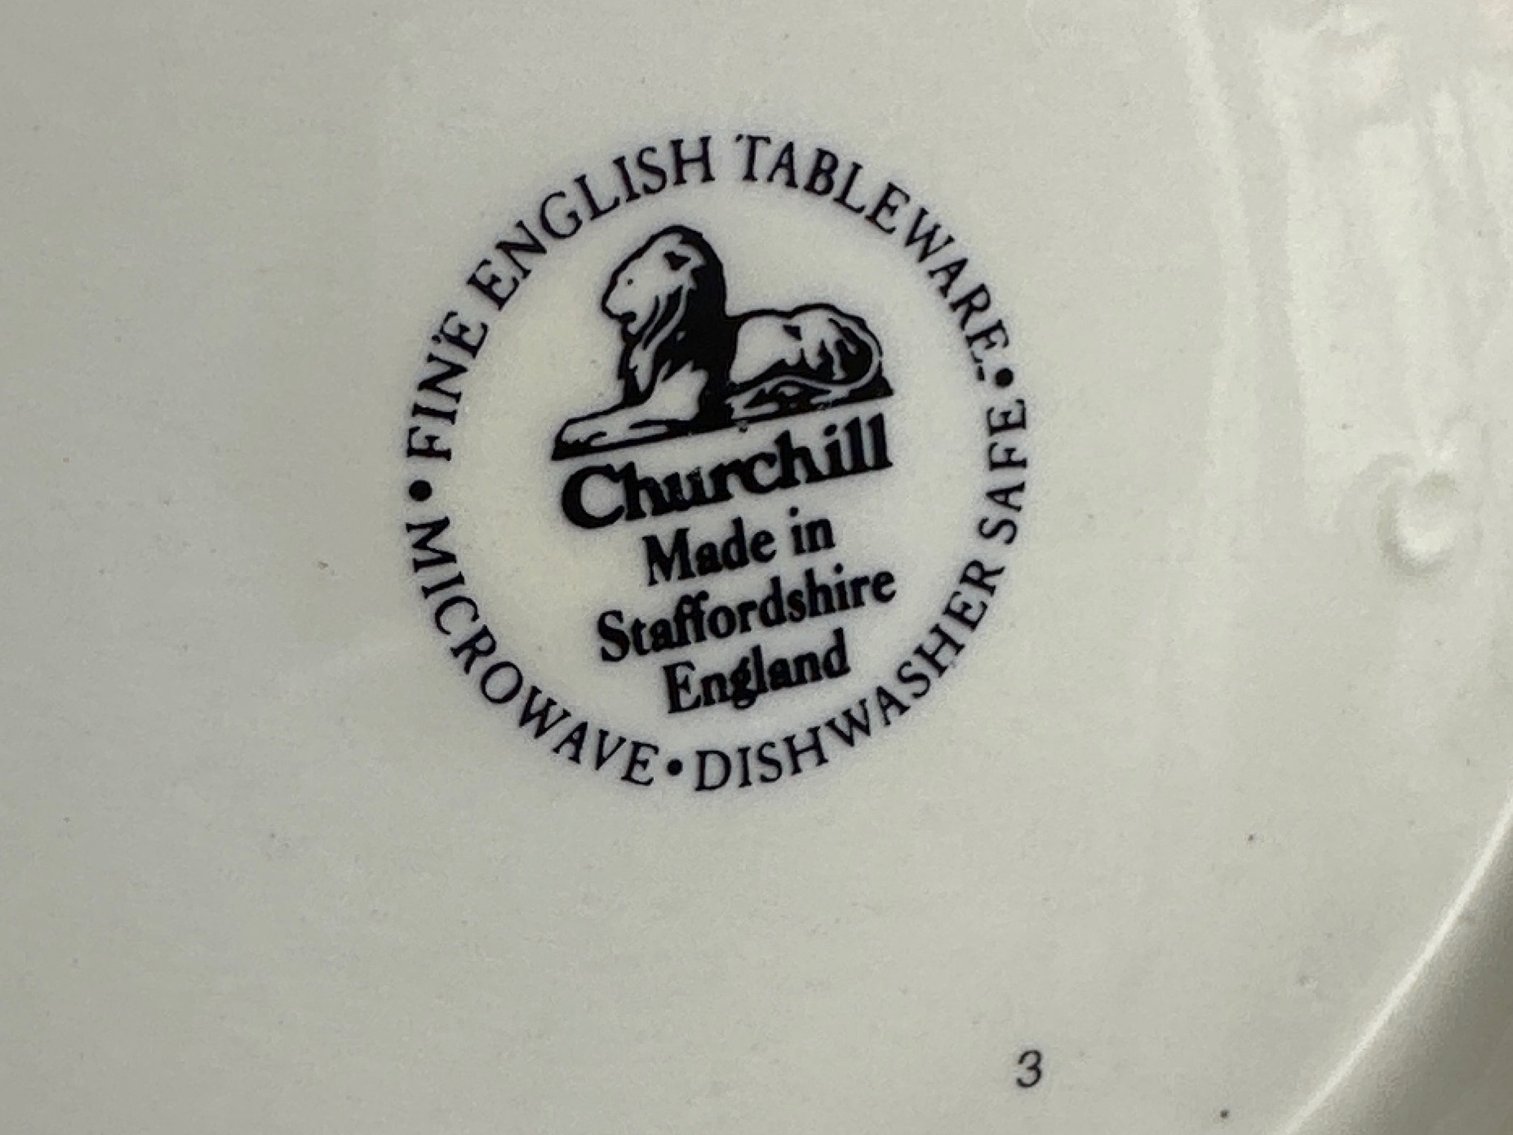 • FINE ENGLISH TABLEWARE •
MICROWAVE • DISHWASHER SAFE
Churchill
Made in
Staffordshire
England
3